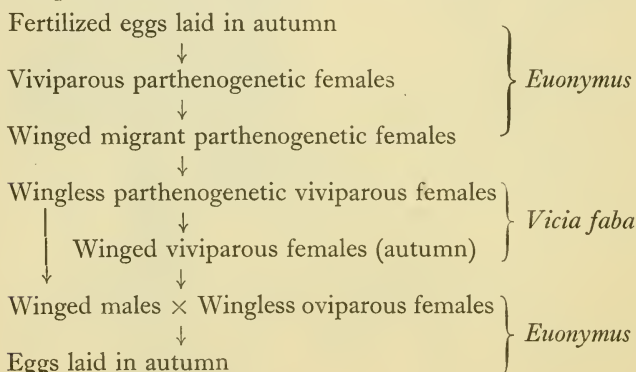 Fertilized eggs laid in autumn
↓
Viviparous parthenogenetic females
Euonymus
↓
Winged migrant parthenogenetic females
↓
Wingless parthenogenetic viviparous females
↓
Vicia faba
Winged viviparous females (autumn)
↓
Winged males × Wingless oviparous females
↓
Euonymus
Eggs laid in autumn